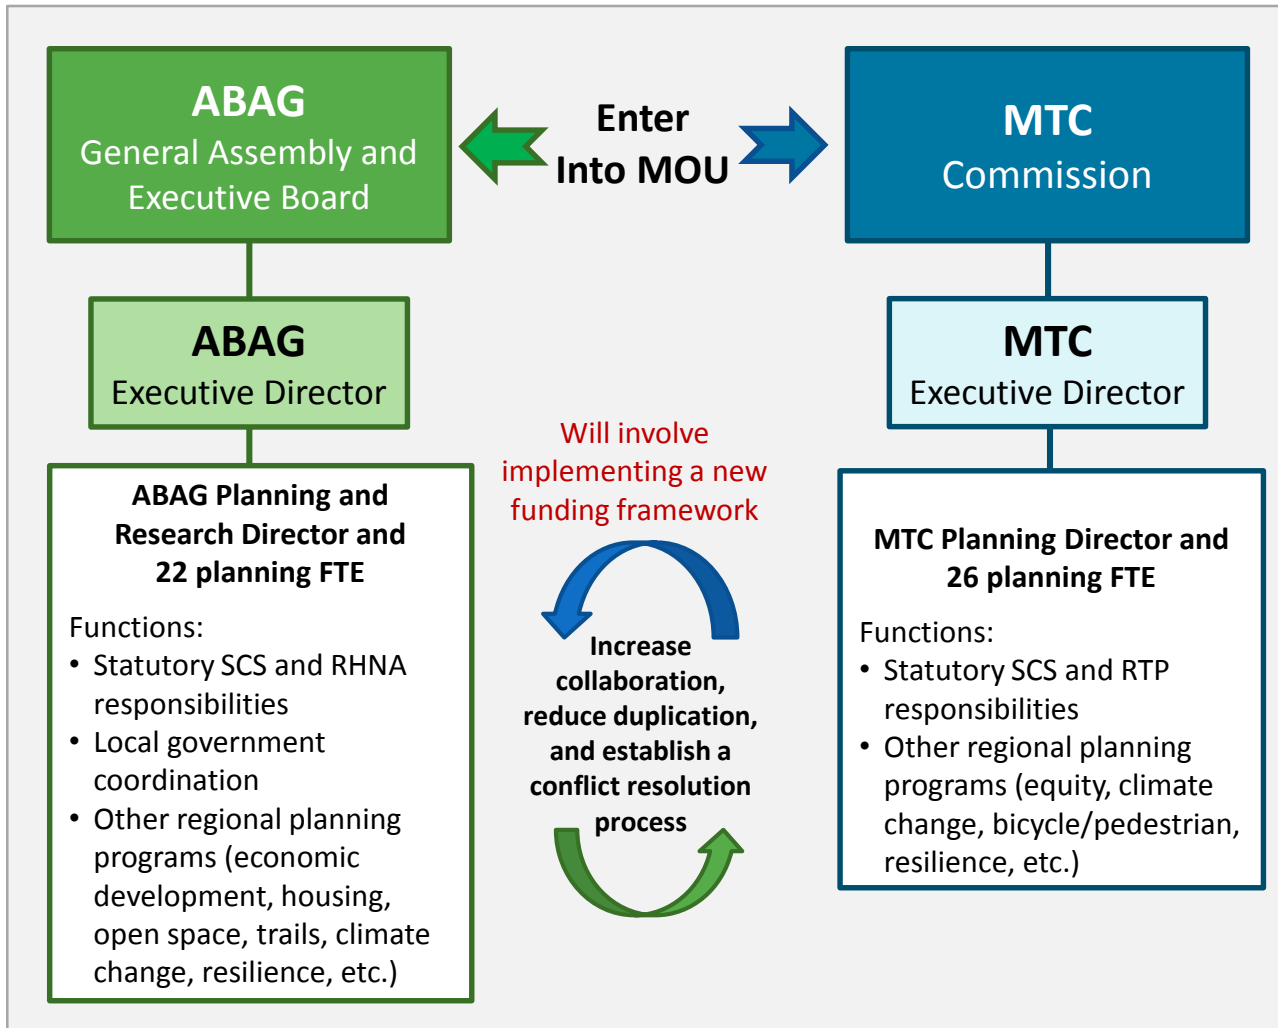 ABAG
General Assembly and
Executive Board
Enter
Into MOU
MTC
Commission
ABAG
Executive Director
MTC
Executive Director
Will involve
implementing a new
funding framework
ABAG Planning and
Research Director and
22 planning FTE
Functions:
• Statutory SCS and RHNA
responsibilities
• Local government
coordination
• Other regional planning
programs (economic
development, housing,
open space, trails, climate
change, resilience, etc.)
Increase
collaboration,
reduce duplication,
and establish a
conflict resolution
process
MTC Planning Director and
26 planning FTE
Functions:
• Statutory SCS and RTP
responsibilities
• Other regional planning
programs (equity, climate
change, bicycle/pedestrian,
resilience, etc.)